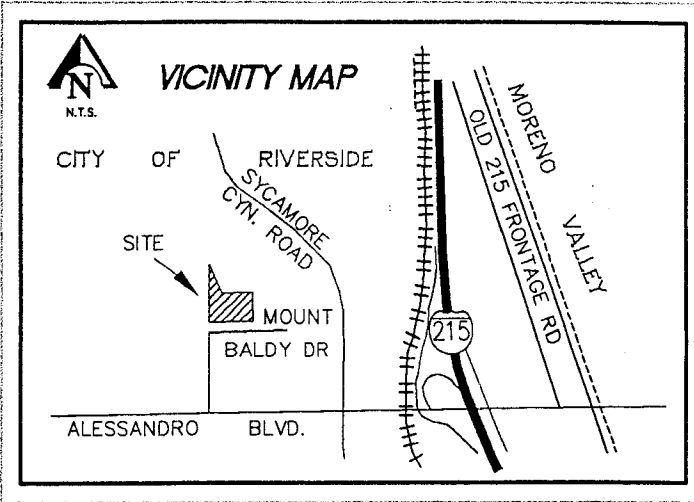 N
N.T.S.
VICINITY MAP
CITY OF RIVERSIDE
SYCAMORE
CYN. ROAD
SITE
MOUNT
BALDY DR
ALESSANDRO BLVD.
215
OLD 215 FRONTAGE RD
MORENO
VALLEY